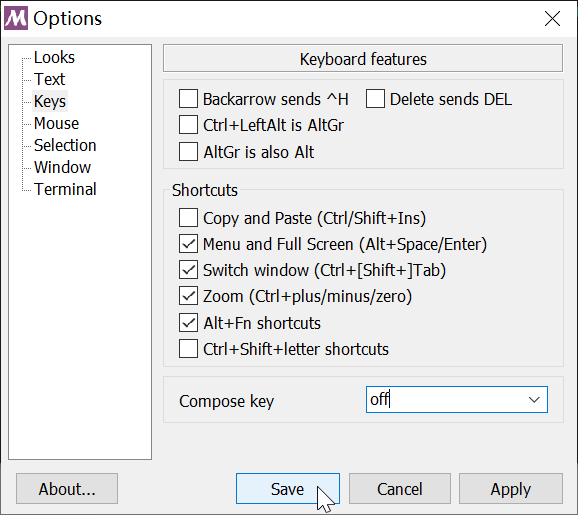 Options
Looks
Text
Keys
Mouse
Selection
Window
Terminal
Keyboard features
Backarrow sends ^H Delete sends DEL
Ctrl+LeftAlt is AltGr
AltGr is also Alt
Shortcuts
Copy and Paste (Ctrl/Shift+Ins)
Menu and Full Screen (Alt+Space/Enter)
Switch window (Ctrl+[Shift+]Tab)
Zoom (Ctrl+plus/minus/zero)
Alt+Fn shortcuts
Ctrl+Shift+letter shortcuts
Compose key off
About... Save Cancel Apply